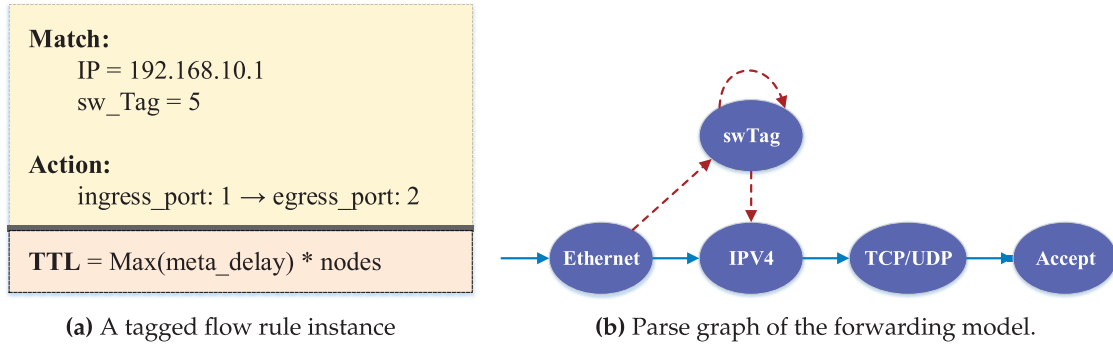 Match:
IP = 192.168.10.1
sw_Tag = 5
Action:
ingress_port: 1 → egress_port: 2
TTL = Max(meta_delay) * nodes
(a) A tagged flow rule instance
swTag
Ethernet
IPV4
TCP/UDP
Accept
(b) Parse graph of the forwarding model.